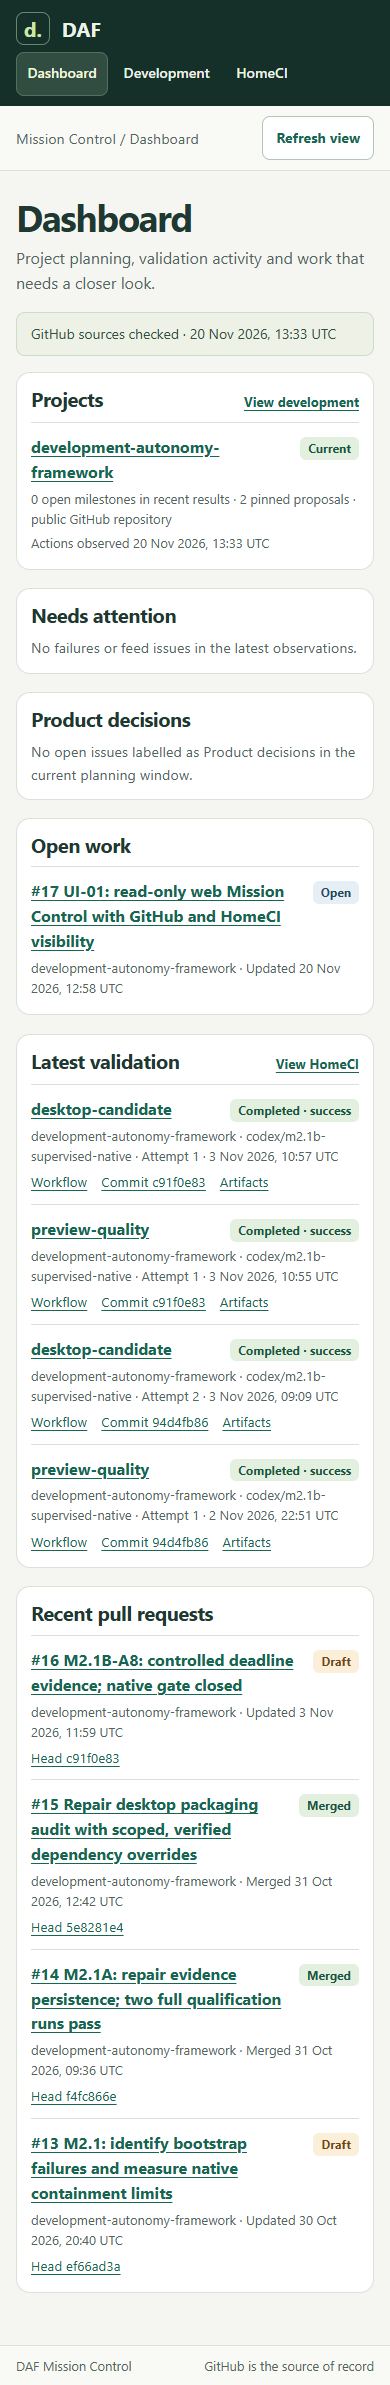 d. DAF
Dashboard Development HomeCI
Mission Control / Dashboard Refresh view
Dashboard
Project planning, validation activity and work that
needs a closer look.
GitHub sources checked · 20 Nov 2026, 13:33 UTC
Projects View development
development-autonomy- Current
framework
0 open milestones in recent results · 2 pinned proposals ·
public GitHub repository
Actions observed 20 Nov 2026, 13:33 UTC
Needs attention
No failures or feed issues in the latest observations.
Product decisions
No open issues labelled as Product decisions in the
current planning window.
Open work
#17 UI-01: read-only web Mission Open
Control with GitHub and HomeCI
visibility
development-autonomy-framework · Updated 20 Nov
2026, 12:58 UTC
Latest validation View HomeCI
desktop-candidate Completed · success
development-autonomy-framework · codex/m2.1b-
supervised-native · Attempt 1 · 3 Nov 2026, 10:57 UTC
Workflow Commit c91f0e83 Artifacts
preview-quality Completed · success
development-autonomy-framework · codex/m2.1b-
supervised-native · Attempt 1 · 3 Nov 2026, 10:55 UTC
Workflow Commit c91f0e83 Artifacts
desktop-candidate Completed · success
development-autonomy-framework · codex/m2.1b-
supervised-native · Attempt 2 · 3 Nov 2026, 09:09 UTC
Workflow Commit 94d4fb86 Artifacts
preview-quality Completed · success
development-autonomy-framework · codex/m2.1b-
supervised-native · Attempt 1 · 2 Nov 2026, 22:51 UTC
Workflow Commit 94d4fb86 Artifacts
Recent pull requests
#16 M2.1B-A8: controlled deadline Draft
evidence; native gate closed
development-autonomy-framework · Updated 3 Nov
2026, 11:59 UTC
Head c91f0e83
#15 Repair desktop packaging Merged
audit with scoped, verified
dependency overrides
development-autonomy-framework · Merged 31 Oct
2026, 12:42 UTC
Head 5e8281e4
#14 M2.1A: repair evidence Merged
persistence; two full qualification
runs pass
development-autonomy-framework · Merged 31 Oct
2026, 09:36 UTC
Head f4fc866e
#13 M2.1: identify bootstrap Draft
failures and measure native
containment limits
development-autonomy-framework · Updated 30 Oct
2026, 20:40 UTC
Head ef66ad3a
DAF Mission Control GitHub is the source of record